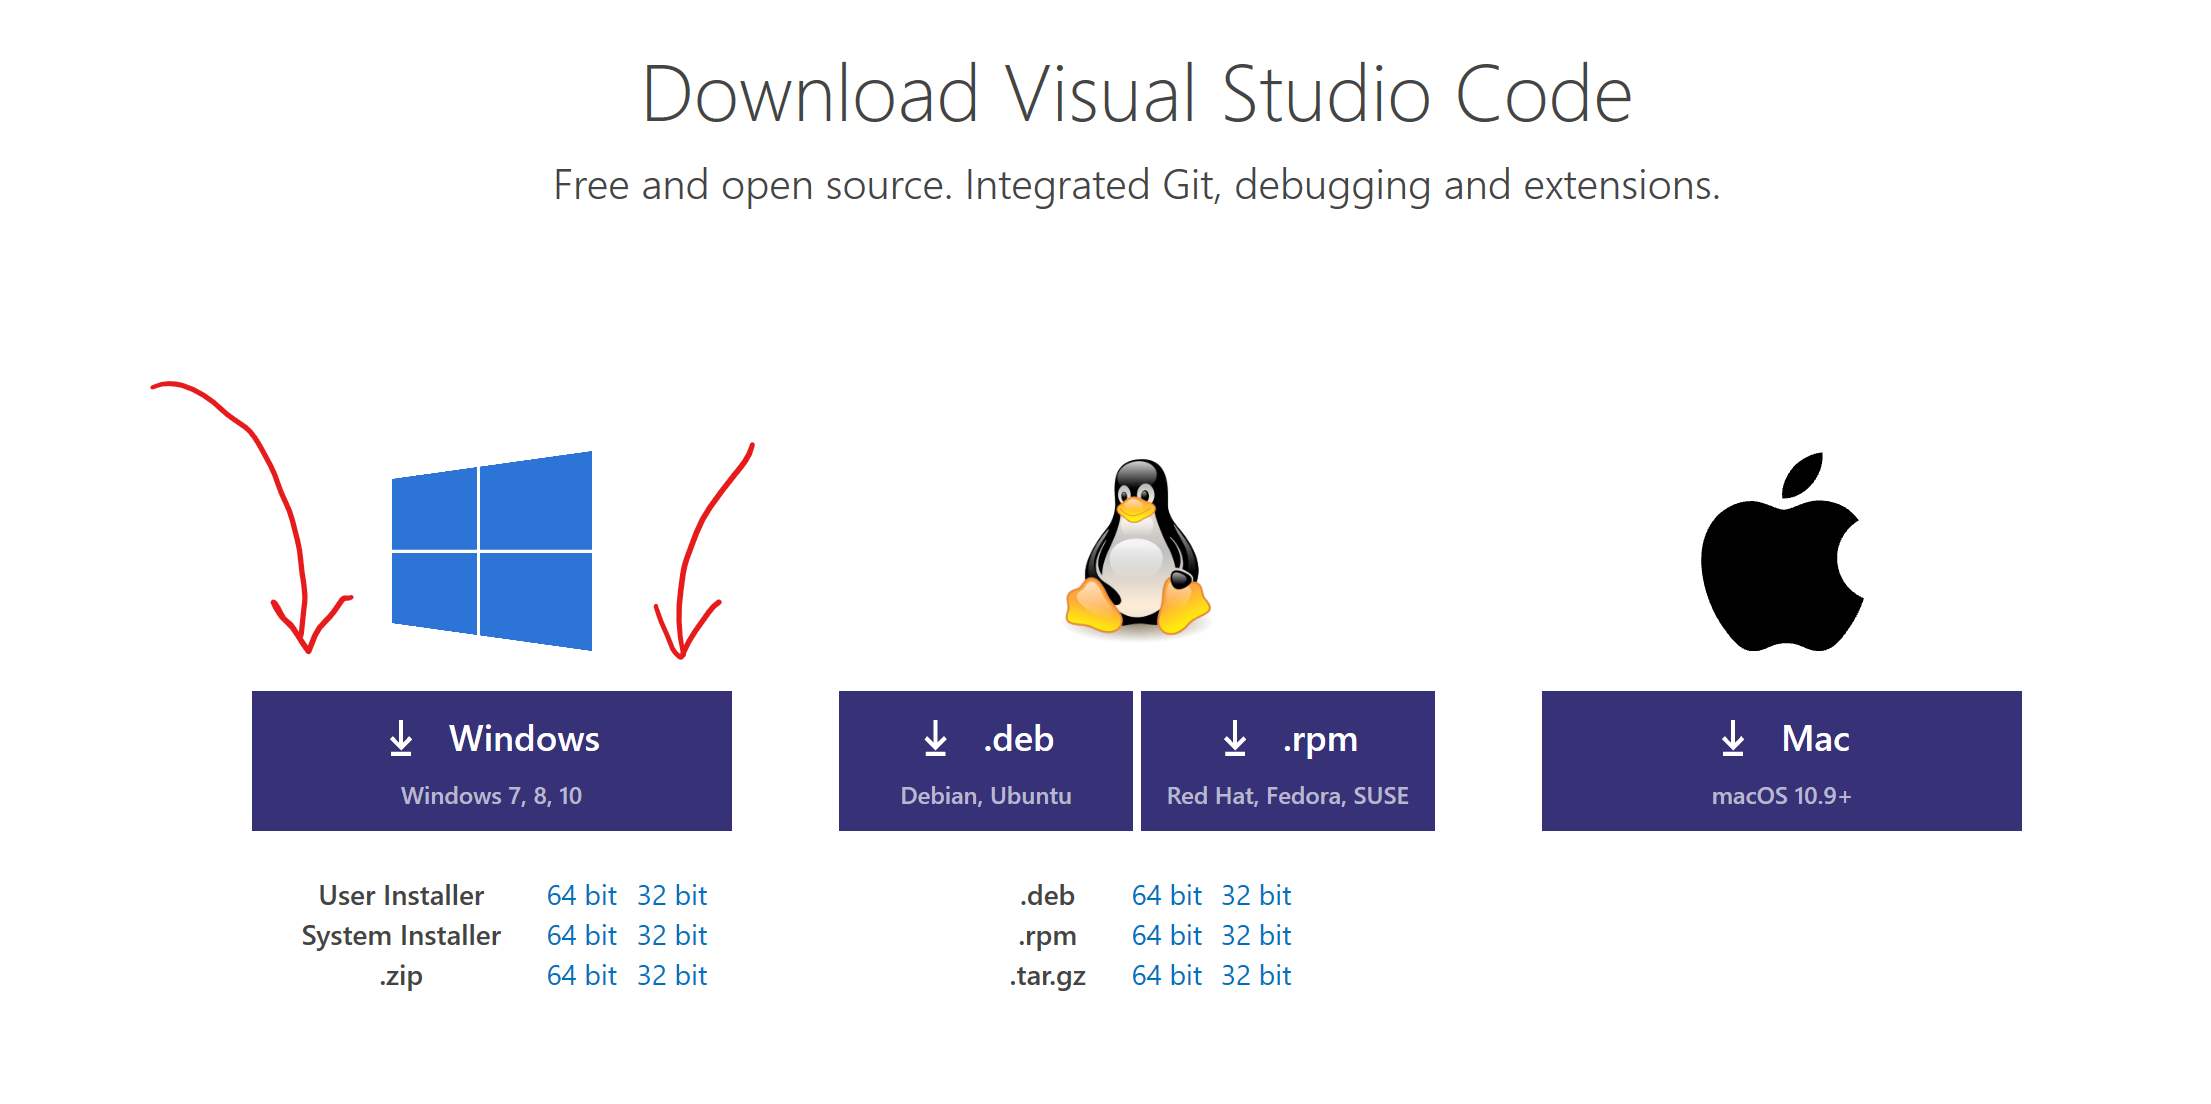 Download Visual Studio Code
Free and open source. Integrated Git, debugging and extensions.
Windows
Windows 7, 8, 10
.deb
Debian, Ubuntu
.rpm
Red Hat, Fedora, SUSE
Mac
macOS 10.9+
User Installer 64 bit 32 bit
System Installer 64 bit 32 bit
.zip 64 bit 32 bit
.deb 64 bit 32 bit
.rpm 64 bit 32 bit
.tar.gz 64 bit 32 bit